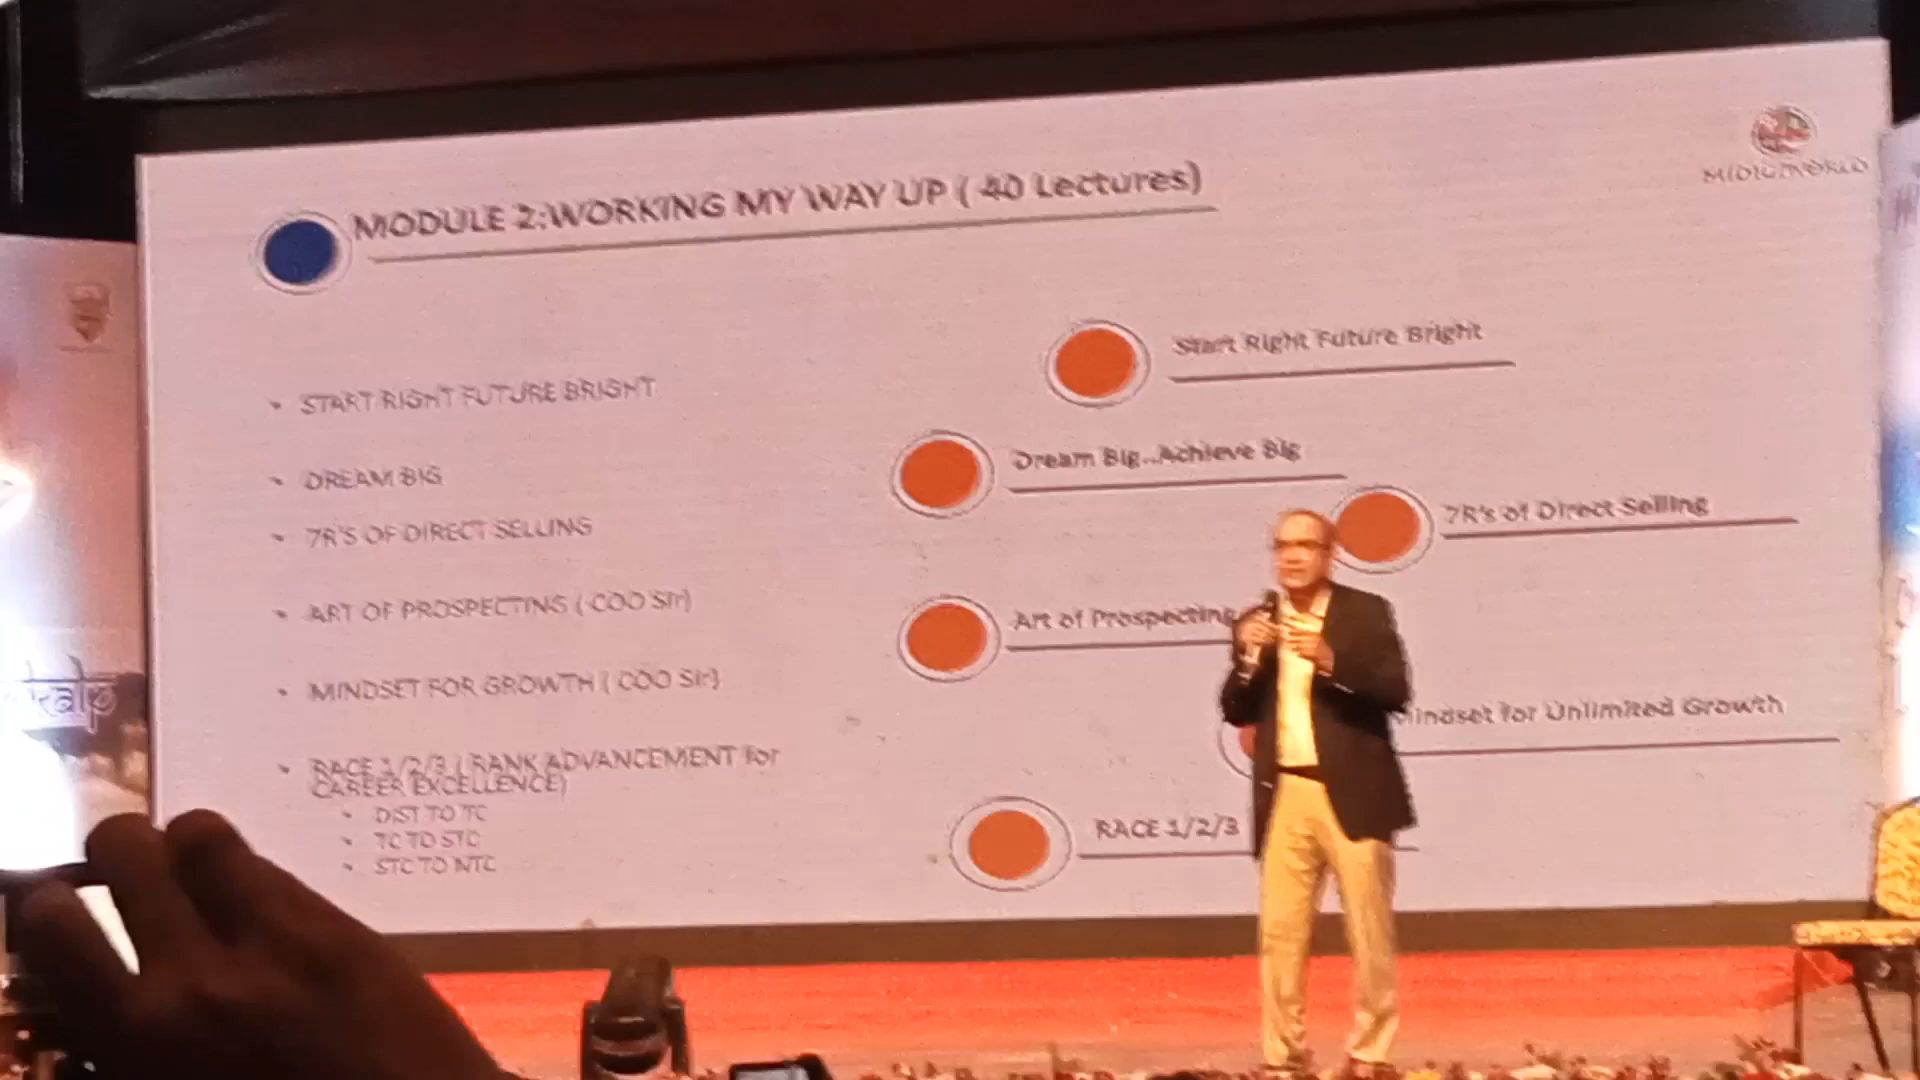 MODULE 2:WORKING MY WAY UP ( 40 Lectures)
START RIGHT FUTURE BRIGHT
DREAM BIG
7R'S OF DIRECT SELLING
ART OF PROSPECTING ( COO Sir)
MINDSET FOR GROWTH ( COO Sir)
RACE 1/2/3 ( RANK ADVANCEMENT for
CAREER EXCELLENCE)
DIST TO TC
TC TO STC
STC TO NTC
Start Right Future Bright
Dream Big..Achieve Big
7R's of Direct Selling
Art of Prospecting
Mindset for Unlimited Growth
RACE 1/2/3